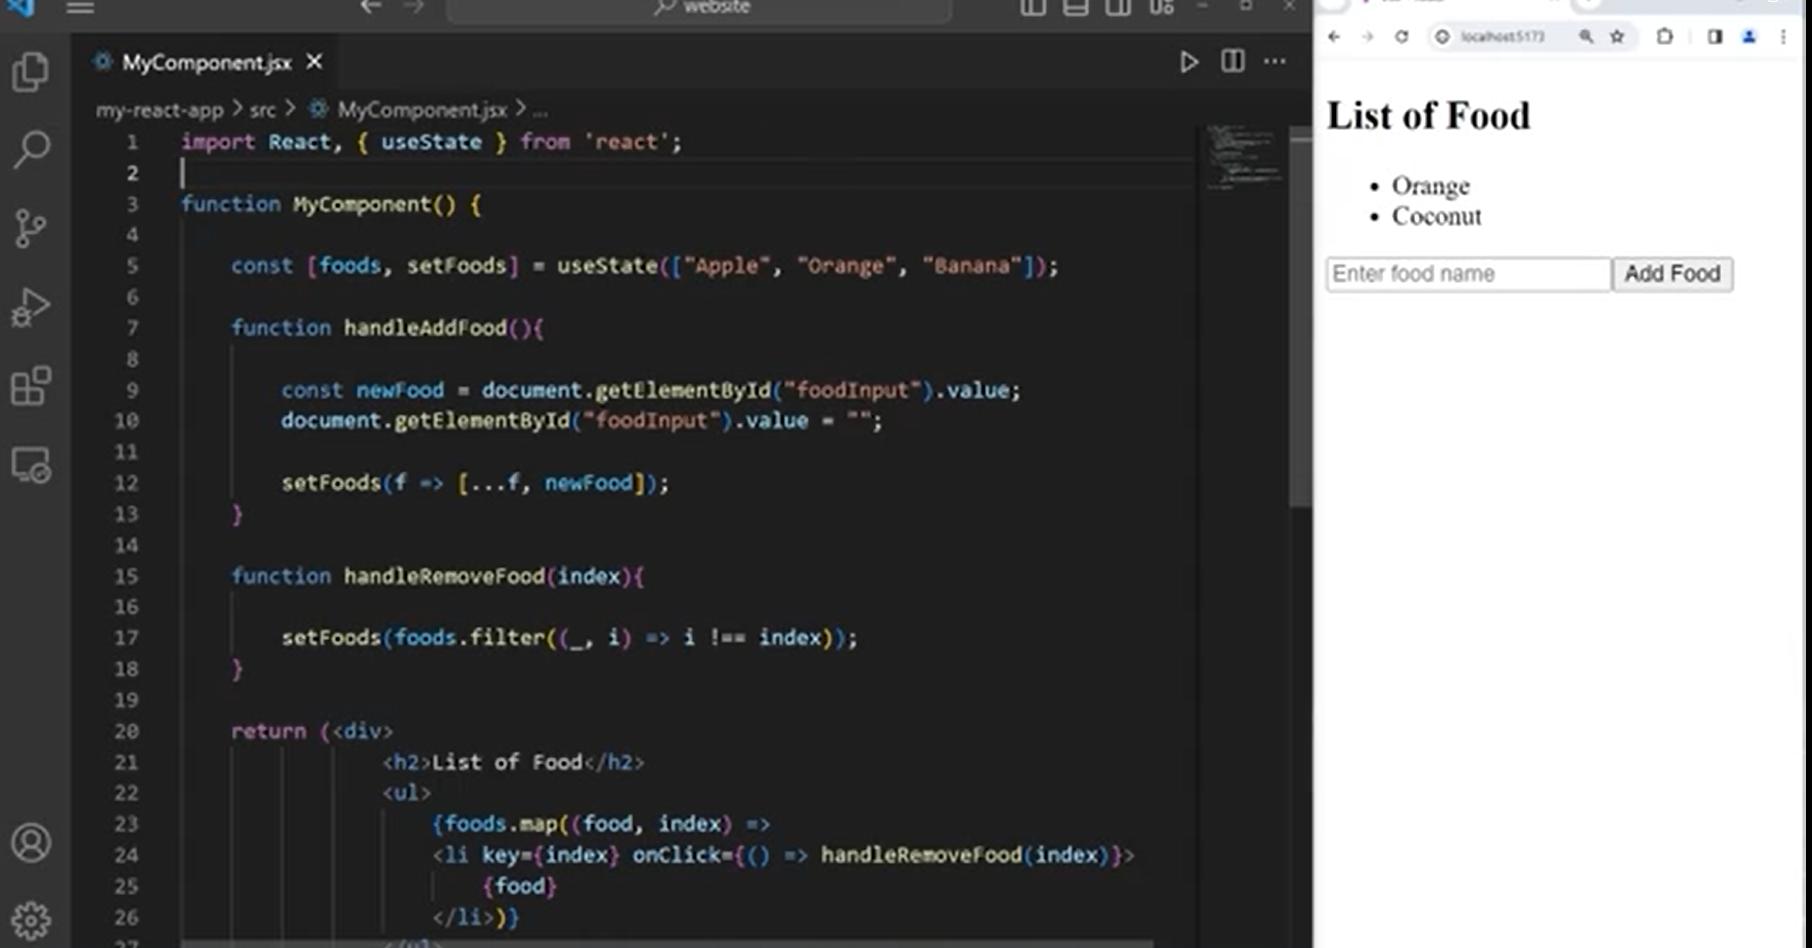 website
MyComponent.jsx
my-react-app > src > MyComponent.jsx > ...
1 import React, { useState } from 'react';
2
3 function MyComponent() {
4
5 const [foods, setFoods] = useState(["Apple", "Orange", "Banana"]);
6
7 function handleAddFood(){
8
9 const newFood = document.getElementById("foodInput").value;
10 document.getElementById("foodInput").value = "";
11
12 setFoods(f => [...f, newFood]);
13 }
14
15 function handleRemoveFood(index){
16
17 setFoods(foods.filter((_, i) => i !== index));
18 }
19
20 return (<div>
21 <h2>List of Food</h2>
22 <ul>
23 {foods.map((food, index) =>
24 <li key={index} onClick={() => handleRemoveFood(index)}>
25 {food}
26 </li>)}
27 </ul>
localhost:5173
List of Food
• Orange
• Coconut
Enter food name
Add Food